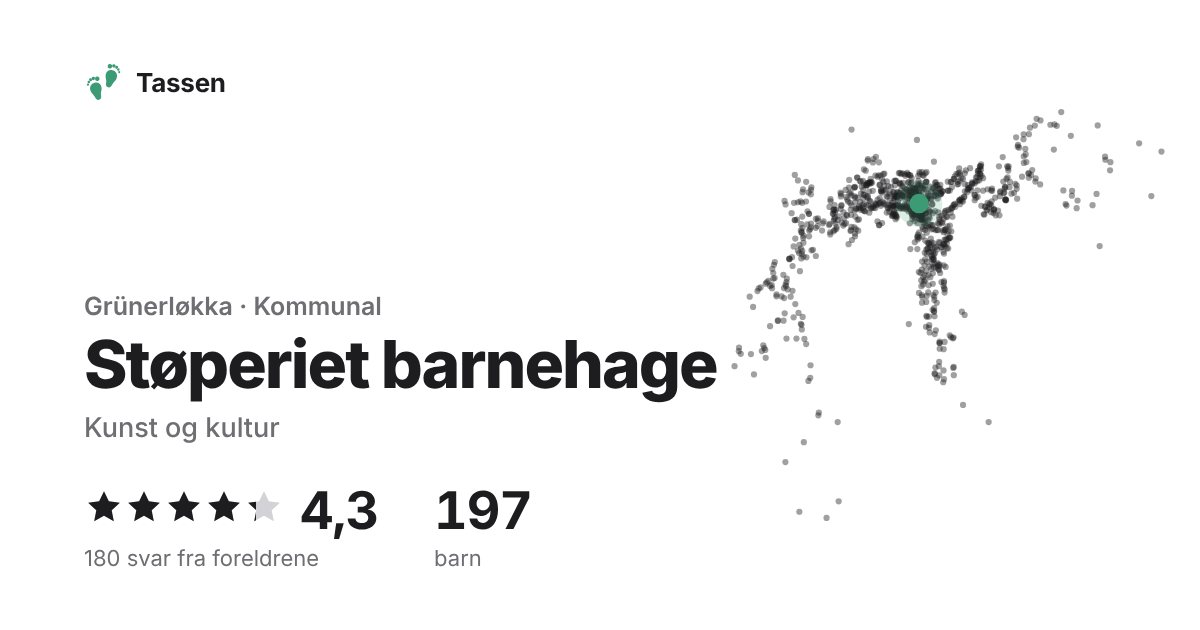 Tassen
Grünerløkka · Kommunal
Støperiet barnehage
Kunst og kultur
4,3
197
180 svar fra foreldrene
barn